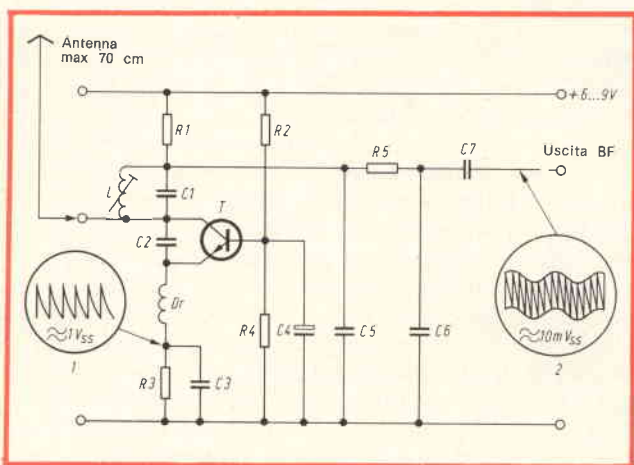 Antenna
max 70 cm
+6...9V
R1
R2
R5
C7
Uscita BF
L
C1
T
C2
Dr
R4
C4
C5
C6
≈1Vss
1
≈10mVss
2
R3
C3